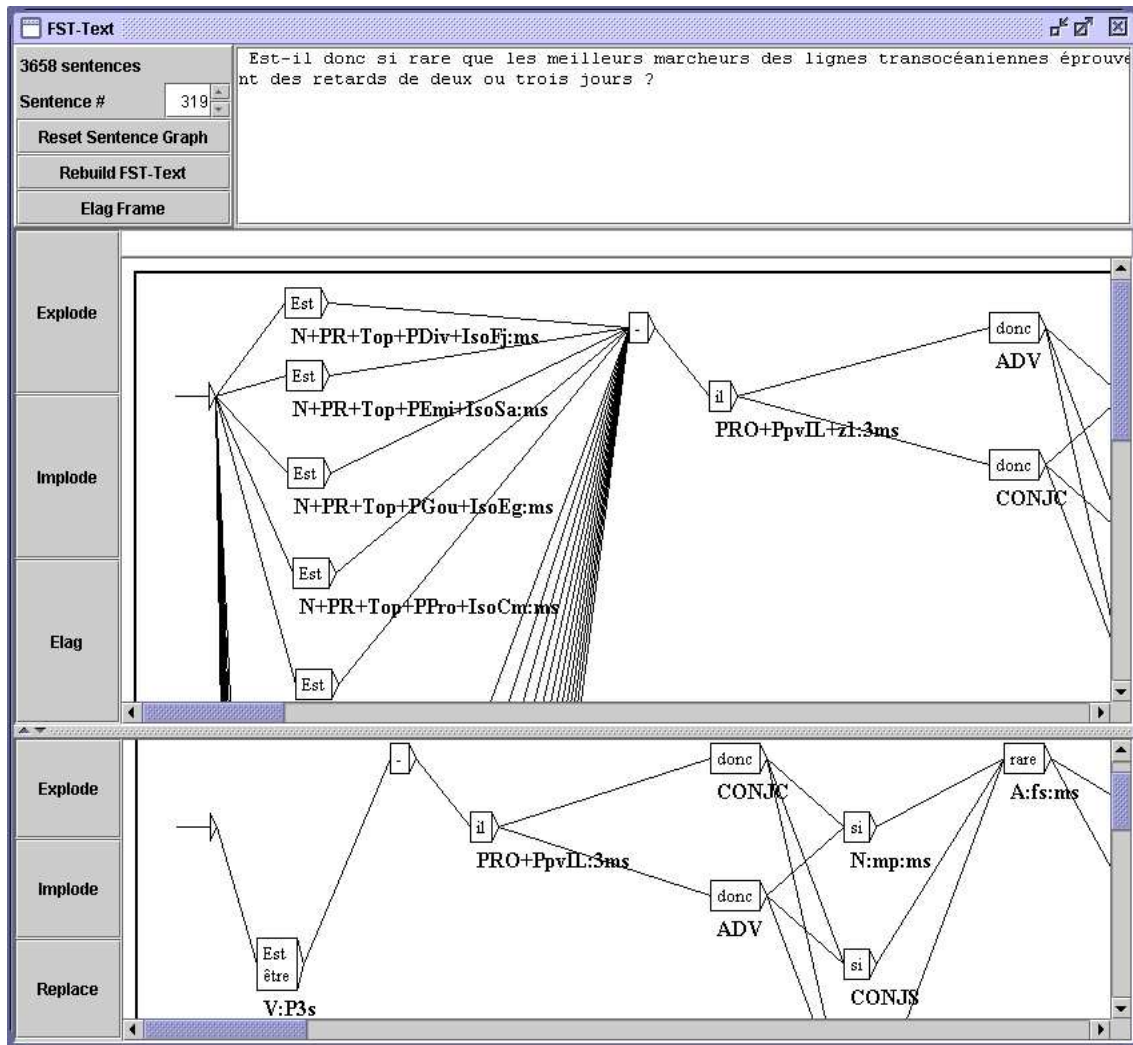 FST-Text
3658 sentences
Sentence # 319
Reset Sentence Graph
Rebuild FST-Text
Elag Frame
Est-il donc si rare que les meilleurs marcheurs des lignes transocéaniennes éprouve
nt des retards de deux ou trois jours ?
Explode
Implode
Elag
Est
N+PR+Top+PDiv+IsoFj:ms
Est
N+PR+Top+PEmi+IsoSa:ms
Est
N+PR+Top+PGou+IsoEg:ms
Est
N+PR+Top+PPro+IsoCm:ms
Est
-
il
PRO+PpvIL+z1:3ms
donc
ADV
donc
CONJC
Explode
Implode
Replace
Est
être
V:P3s
-
il
PRO+PpvIL:3ms
donc
CONJC
donc
ADV
si
N:mp:ms
si
CONJS
rare
A:fs:ms